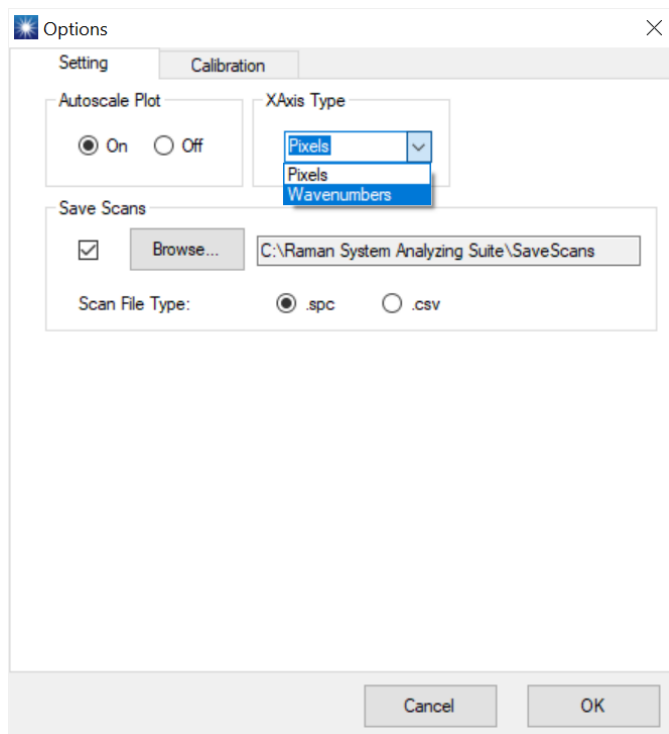 Options
Setting Calibration
Autoscale Plot XAxis Type
On Off Pixels
Pixels
Wavenumbers
Save Scans
Browse... C:\Raman System Analyzing Suite\SaveScans
Scan File Type: .spc .csv
Cancel OK